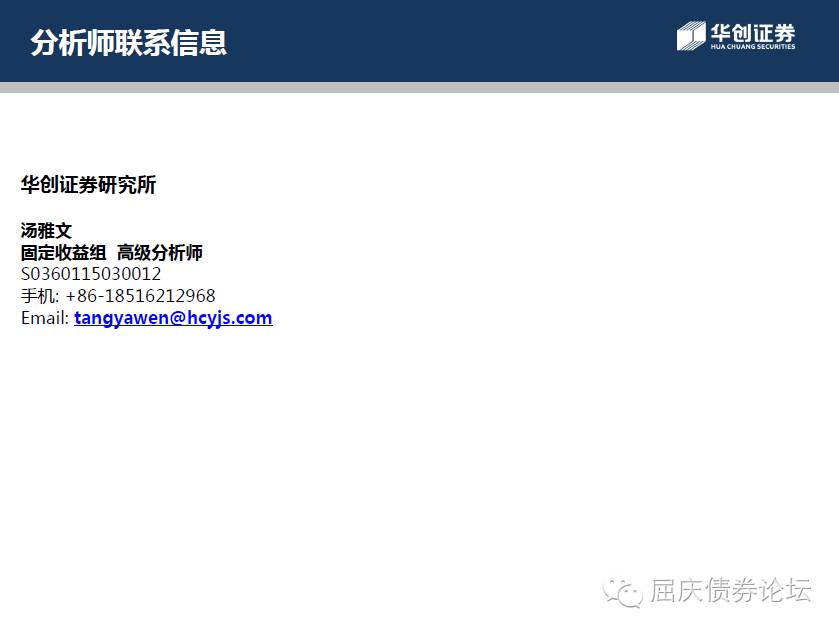 分析师联系信息
华创证券
HUA CHUANG SECURITIES
华创证券研究所
汤雅文
固定收益组 高级分析师
S0360115030012
手机: +86-18516212968
Email: tangyawen@hcyjs.com
屈庆债券论坛